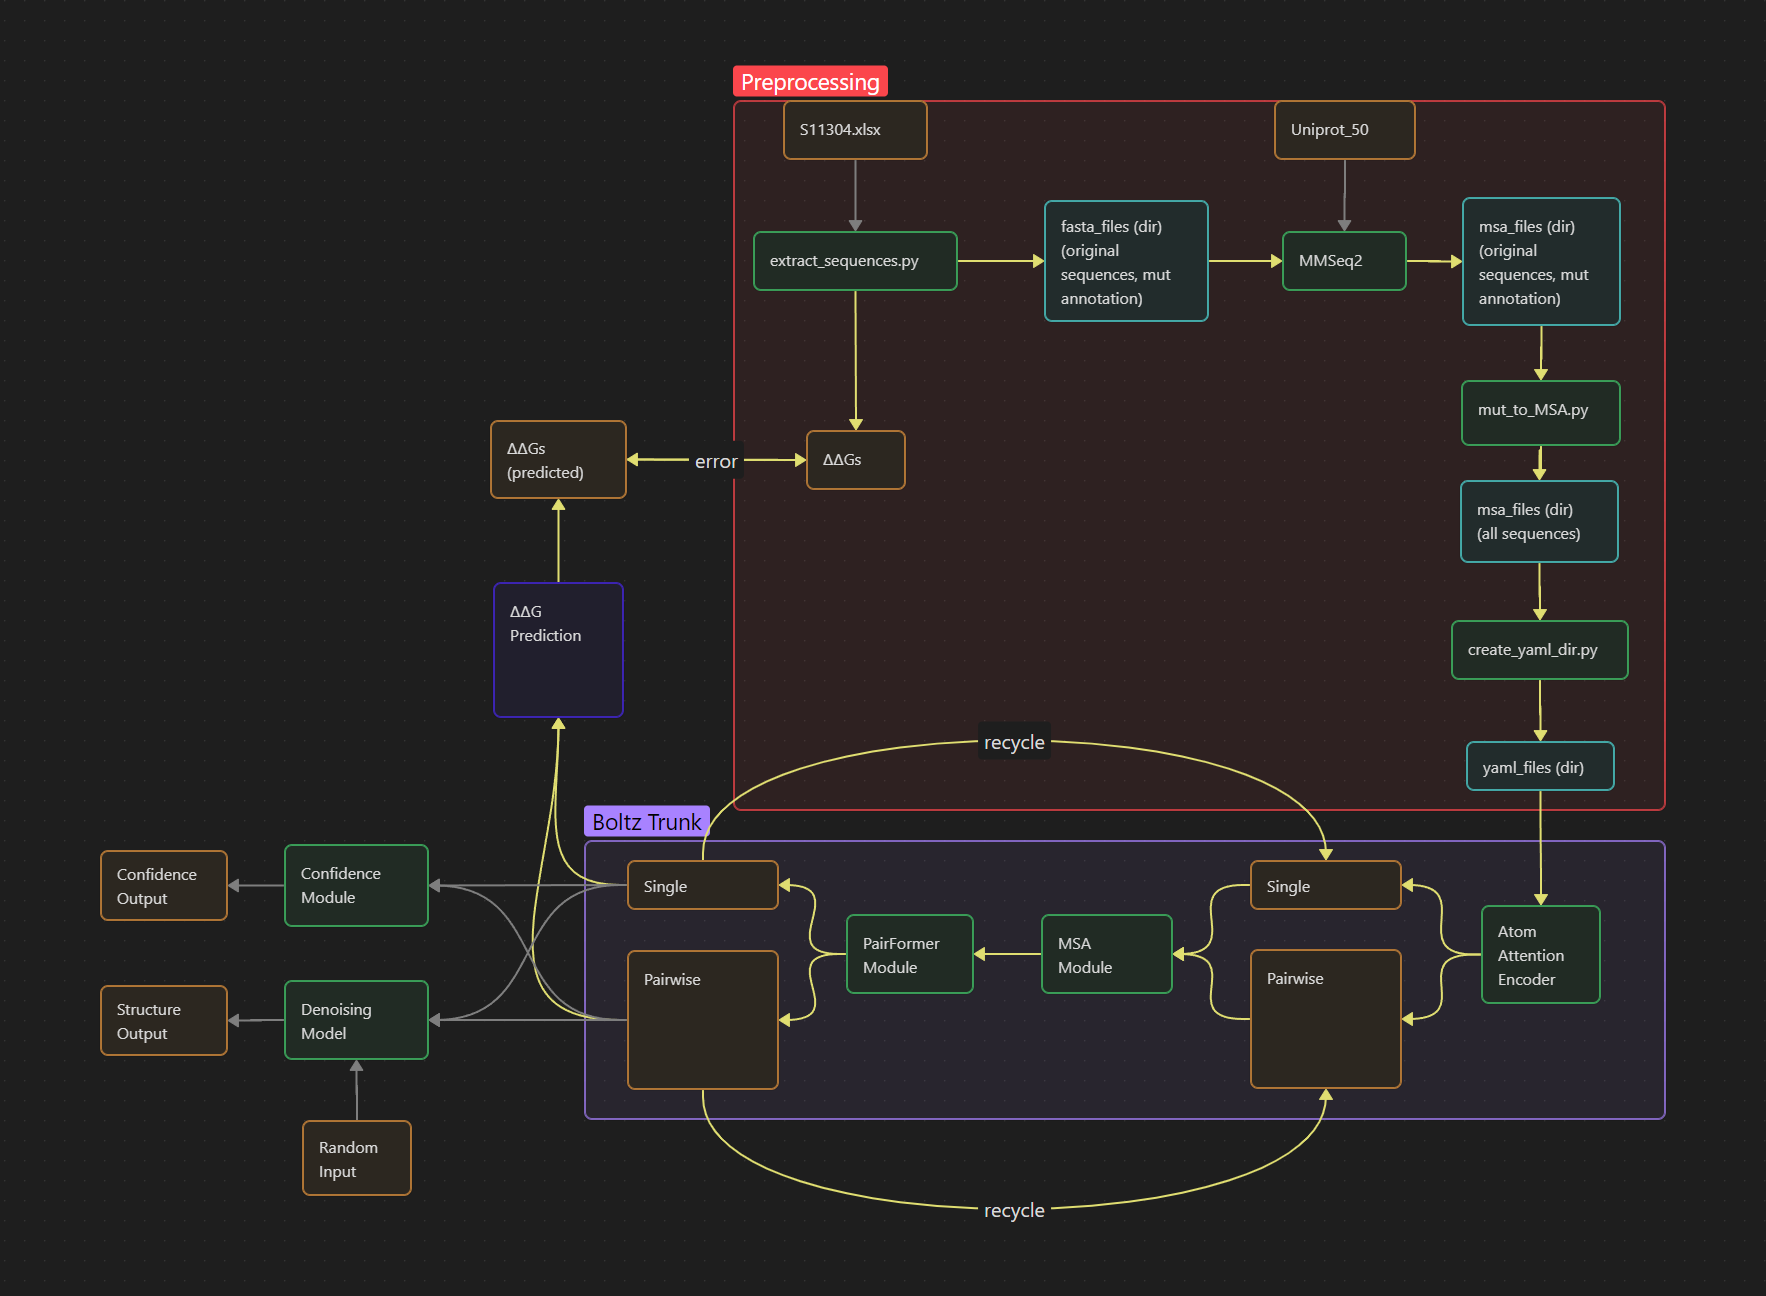 Preprocessing
S11304.xlsx
Uniprot_50
extract_sequences.py
fasta_files (dir)
(original
sequences, mut
annotation)
MMSeq2
msa_files (dir)
(original
sequences, mut
annotation)
mut_to_MSA.py
ΔΔGs
(predicted)
error
ΔΔGs
msa_files (dir)
(all sequences)
ΔΔG
Prediction
create_yaml_dir.py
recycle
yaml_files (dir)
Boltz Trunk
Confidence
Output
Confidence
Module
Single
Single
PairFormer
Module
MSA
Module
Atom
Attention
Encoder
Pairwise
Pairwise
Structure
Output
Denoising
Model
Random
Input
recycle